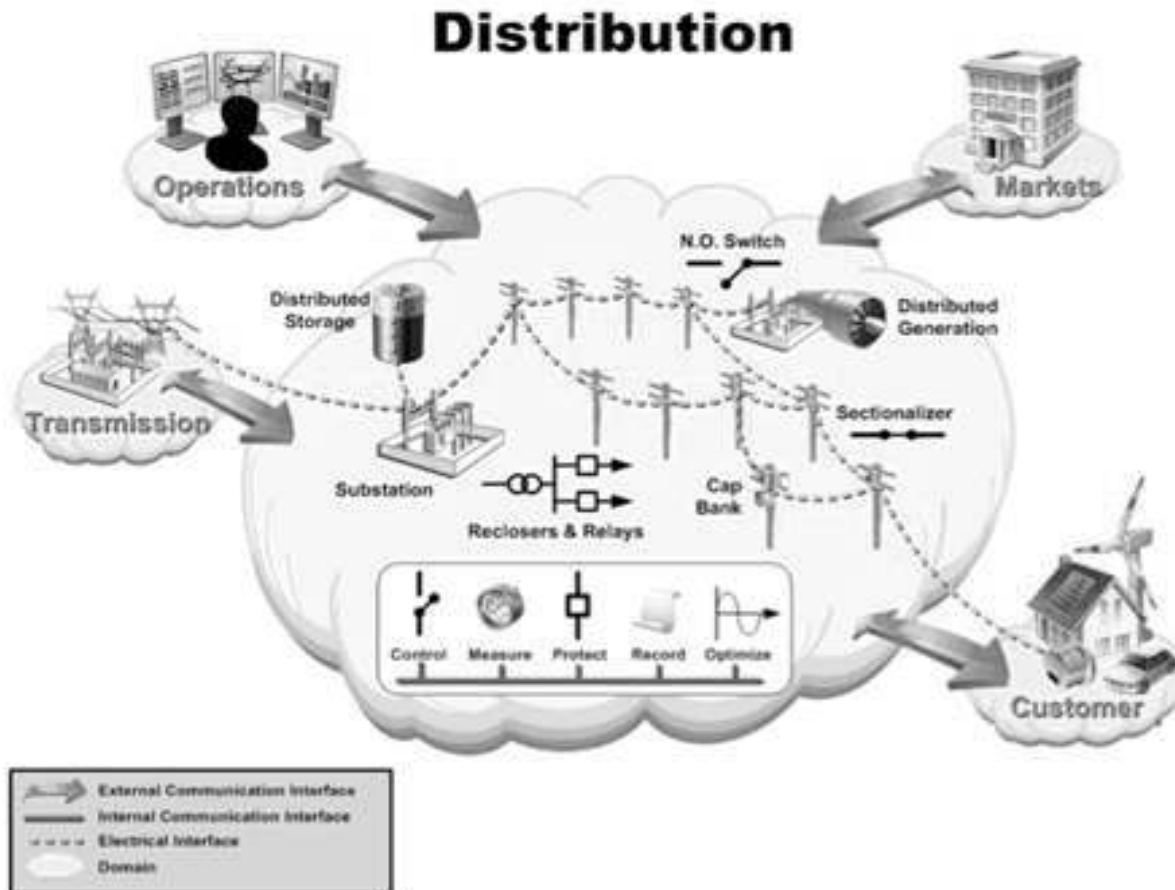 Distribution
Operations
Markets
N.O. Switch
Distributed
Storage
Distributed
Generation
Transmission
Sectionalizer
Substation
Cap
Bank
Reclosers & Relays
Control Measure Protect Record Optimize
Customer
External Communication Interface
Internal Communication Interface
Electrical Interface
Domain